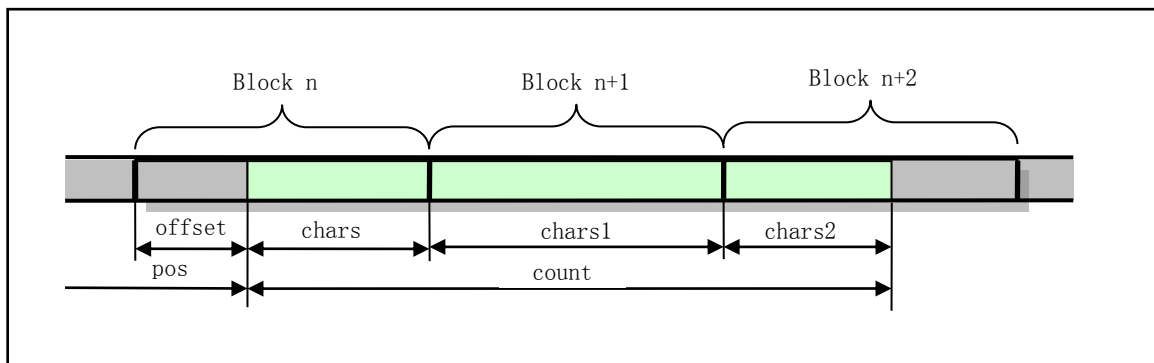 Block n
Block n+1
Block n+2
offset
chars
chars1
chars2
pos
count